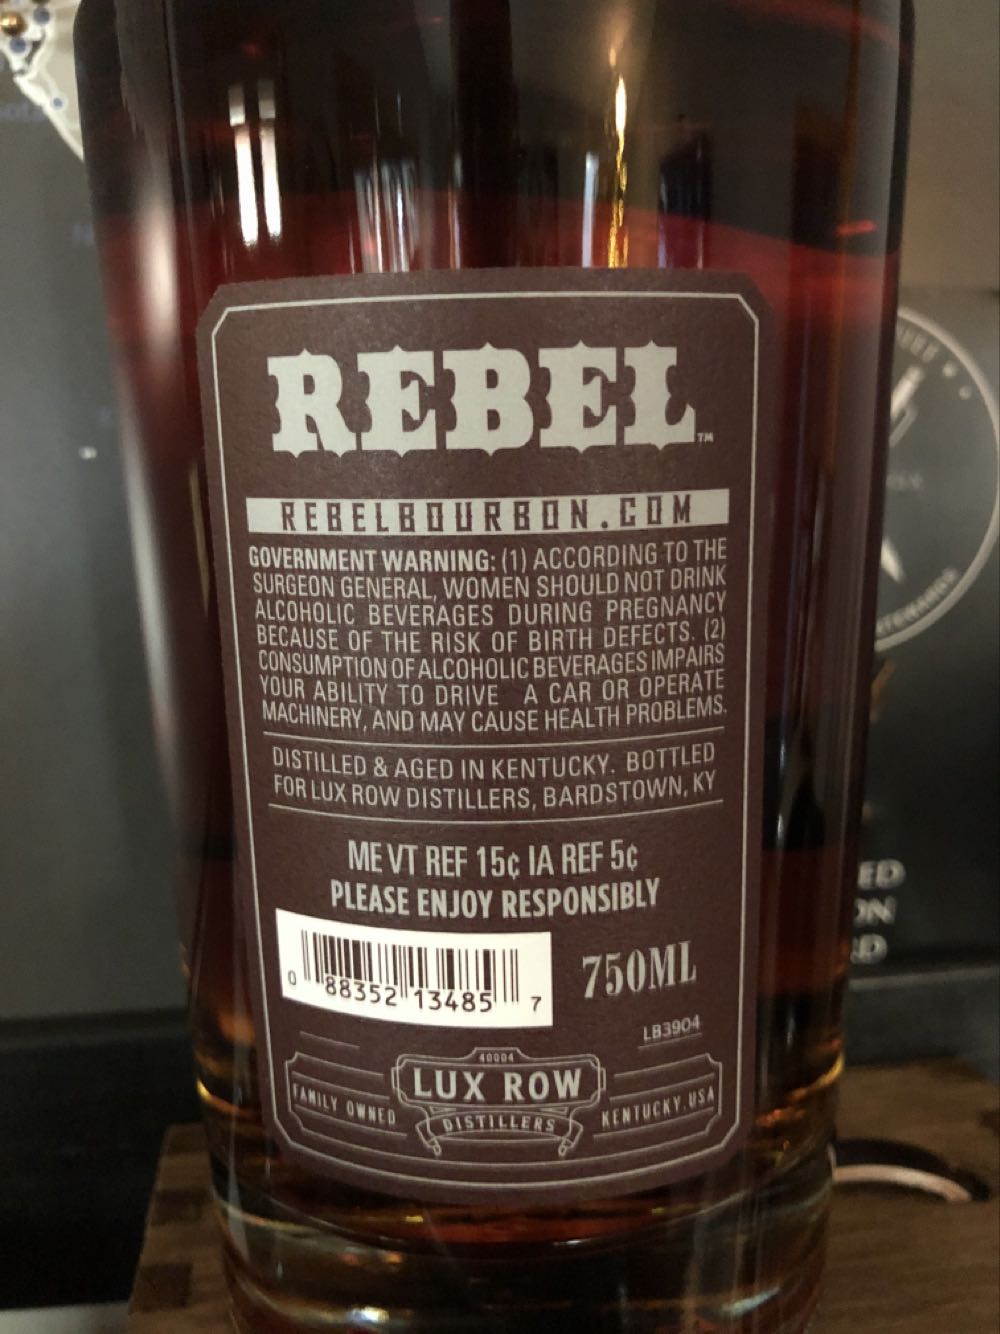 REBEL™
REBELBOURBON.COM
GOVERNMENT WARNING: (1) ACCORDING TO THE
SURGEON GENERAL, WOMEN SHOULD NOT DRINK
ALCOHOLIC BEVERAGES DURING PREGNANCY
BECAUSE OF THE RISK OF BIRTH DEFECTS. (2)
CONSUMPTION OF ALCOHOLIC BEVERAGES IMPAIRS
YOUR ABILITY TO DRIVE A CAR OR OPERATE
MACHINERY, AND MAY CAUSE HEALTH PROBLEMS.
DISTILLED & AGED IN KENTUCKY. BOTTLED
FOR LUX ROW DISTILLERS, BARDSTOWN, KY
ME VT REF 15¢ IA REF 5¢
PLEASE ENJOY RESPONSIBLY
0 88352 13485 7
750ML
LB3904
40004
LUX ROW
DISTILLERS
FAMILY OWNED
KENTUCKY, USA
ED
ON